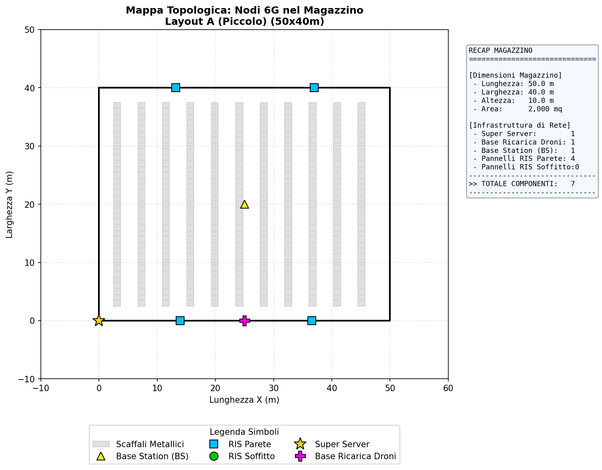 Mappa Topologica: Nodi 6G nel Magazzino
Layout A (Piccolo) (50x40m)
50
40
30
20
10
0
−10
Larghezza Y (m)
−10
0
10
20
30
40
50
60
Lunghezza X (m)
RECAP MAGAZZINO
==============================
[Dimensioni Magazzino]
- Lunghezza: 50.0 m
- Larghezza: 40.0 m
- Altezza: 10.0 m
- Area: 2,000 mq
[Infrastruttura di Rete]
- Super Server: 1
- Base Ricarica Droni: 1
- Base Station (BS): 1
- Pannelli RIS Parete: 4
- Pannelli RIS Soffitto:0
------------------------------
>> TOTALE COMPONENTI: 7
------------------------------
Legenda Simboli
Scaffali Metallici
RIS Parete
Super Server
Base Station (BS)
RIS Soffitto
Base Ricarica Droni